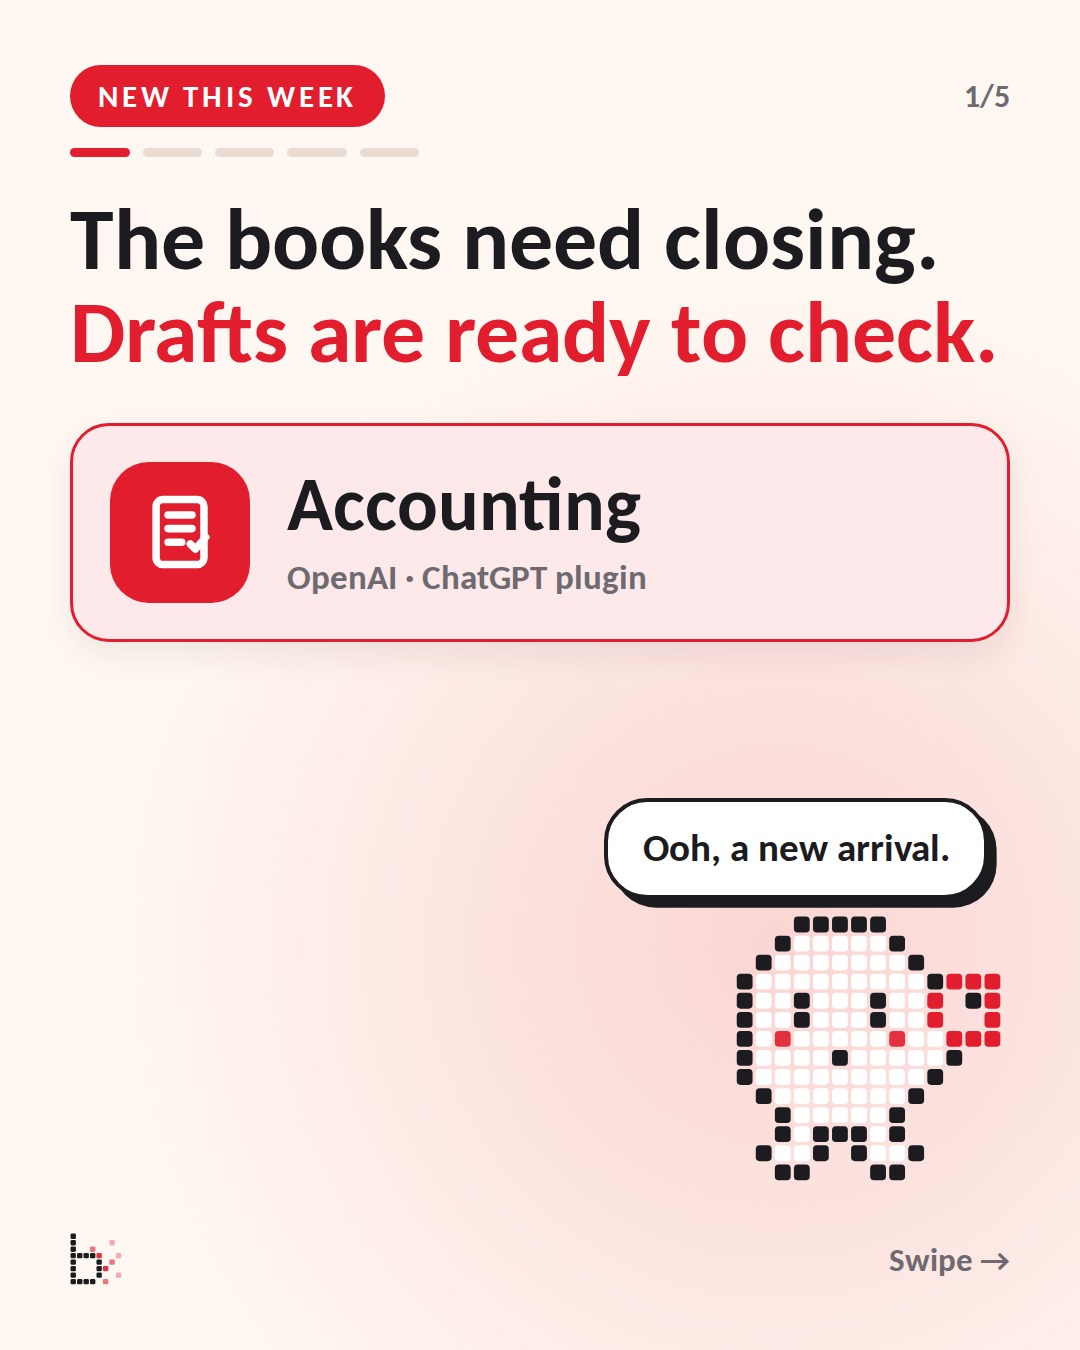 NEW THIS WEEK
1/5
The books need closing.
Drafts are ready to check.
Accounting
OpenAI · ChatGPT plugin
Ooh, a new arrival.
b
Swipe →